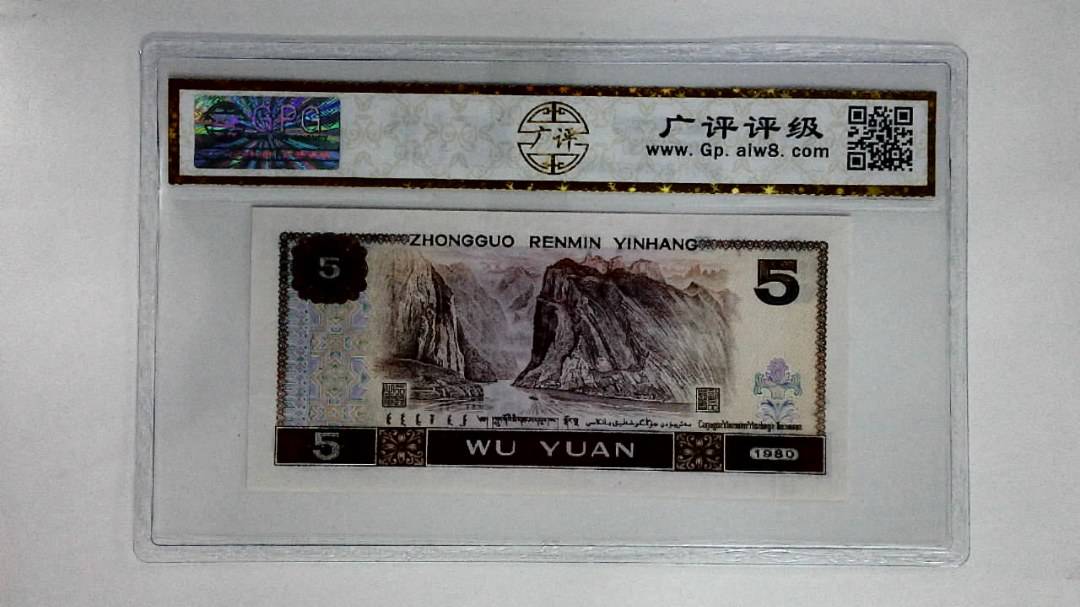 GPG
广评
广评评级
www. Gp. alw8. com
ZHONGGUO RENMIN YINHANG
5
5
5
WU YUAN
1980